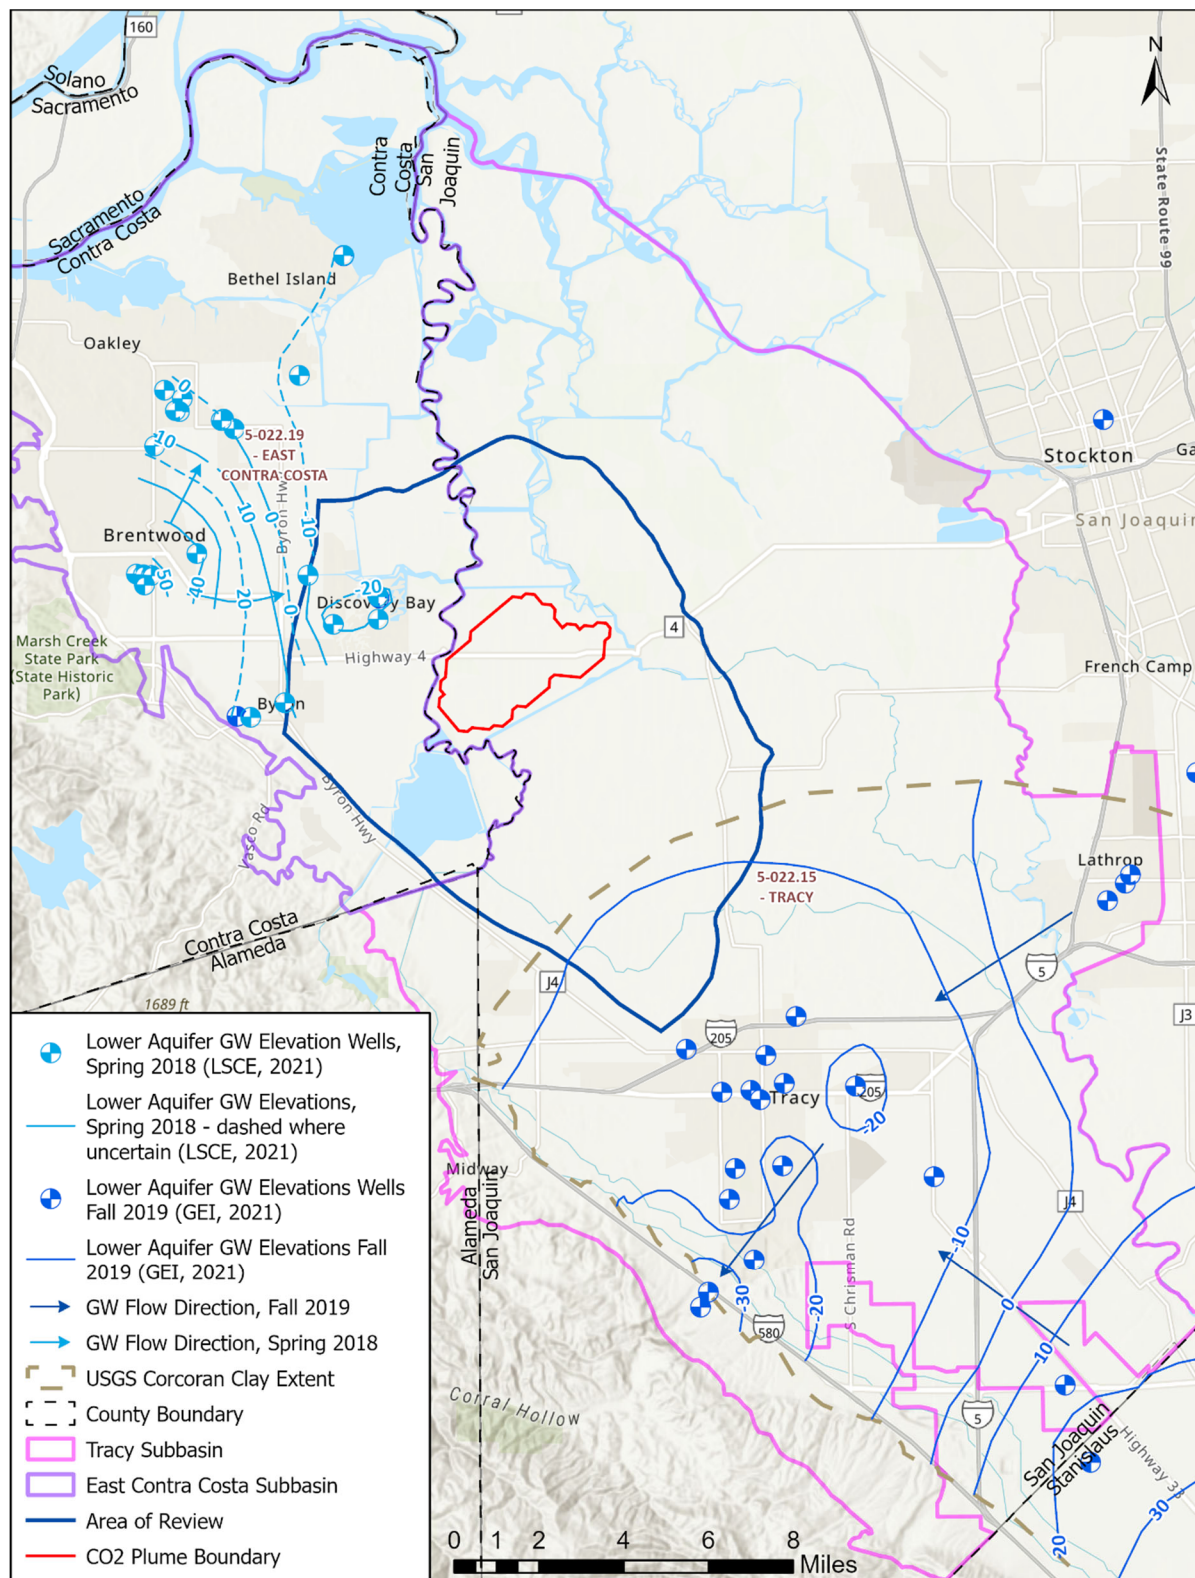 160
N
Solano
Sacramento
Contra
Costa
San
Joaquin
State Route 99
Sacramento
Contra Costa
Bethel Island
Oakley
0
10
5-022.19
- EAST
CONTRA COSTA
Stockton
Ga
San Joaquin
Byron Hwy
10
0
-10-
Brentwood
-50-
-40-
20
0
-20
Discovery Bay
4
Highway 4
Marsh Creek
State Park
(State Historic
Park)
French Camp
Byron
Byron Hwy
Vasco Rd
Lathrop
5-022.15
- TRACY
Contra Costa
Alameda
J4
5
1689 ft
J3
205
205
Tracy
-20
Midway
J4
Alameda
San Joaquin
S Chrisman Rd
-10
-30
-20
0
10
580
5
Corral Hollow
San Joaquin
Stanislaus
Highway 33
20
30
Lower Aquifer GW Elevation Wells,
Spring 2018 (LSCE, 2021)
Lower Aquifer GW Elevations,
Spring 2018 - dashed where
uncertain (LSCE, 2021)
Lower Aquifer GW Elevations Wells
Fall 2019 (GEI, 2021)
Lower Aquifer GW Elevations Fall
2019 (GEI, 2021)
GW Flow Direction, Fall 2019
GW Flow Direction, Spring 2018
USGS Corcoran Clay Extent
County Boundary
Tracy Subbasin
East Contra Costa Subbasin
Area of Review
CO2 Plume Boundary
0 1 2 4 6 8
Miles